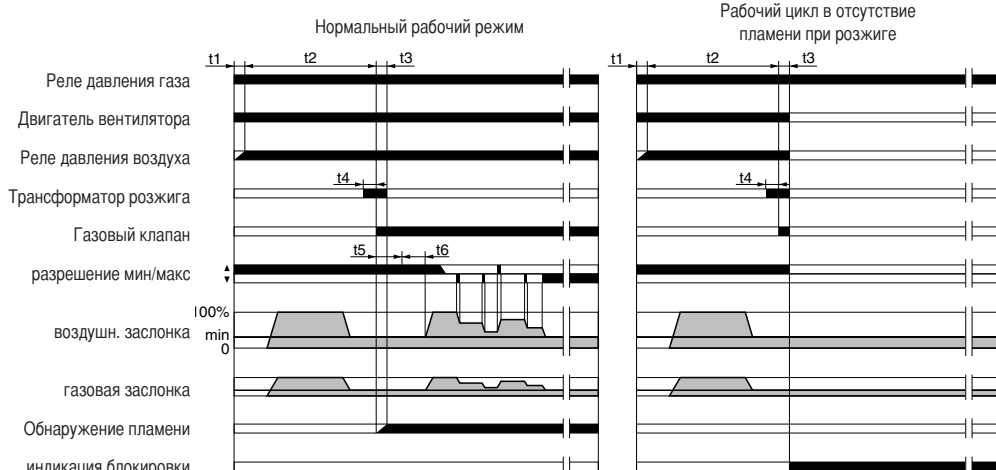 Нормальный рабочий режим
Рабочий цикл в отсутствие
пламени при розжиге
t1 t2 t3 t1 t2 t3
Реле давления газа
Двигатель вентилятора
Реле давления воздуха
t4 t4
Трансформатор розжига
Газовый клапан
t5 t6
разрешение мин/макс
100%
воздушн. заслонка min
0
газовая заслонка
Обнаружение пламени
индикация блокировки